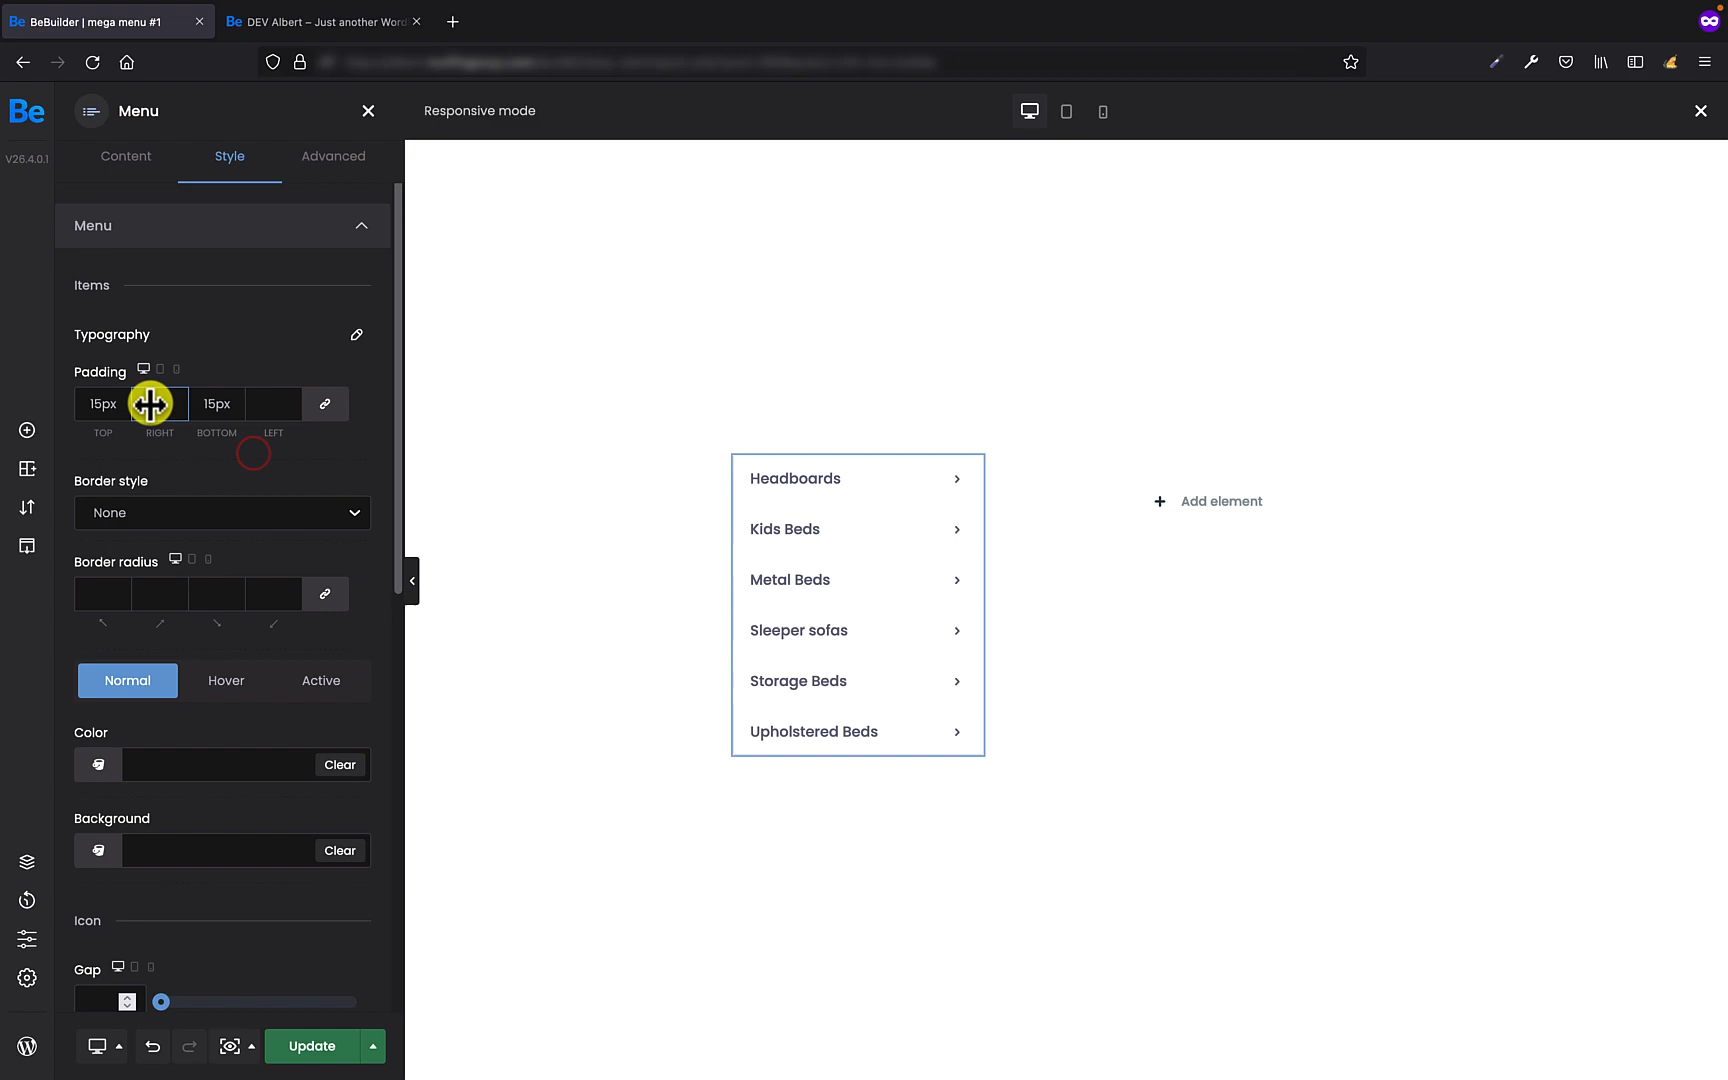 Be BeBuilder | mega menu #1
Be DEV Albert – Just another Word
Be
Menu
Responsive mode
V26.4.0.1
Content
Style
Advanced
Menu
Items
Typography
Padding
15px
15px
TOP
RIGHT
BOTTOM
LEFT
Border style
None
Border radius
Normal
Hover
Active
Color
Clear
Background
Clear
Icon
Gap
Update
Headboards
Kids Beds
Metal Beds
Sleeper sofas
Storage Beds
Upholstered Beds
+ Add element